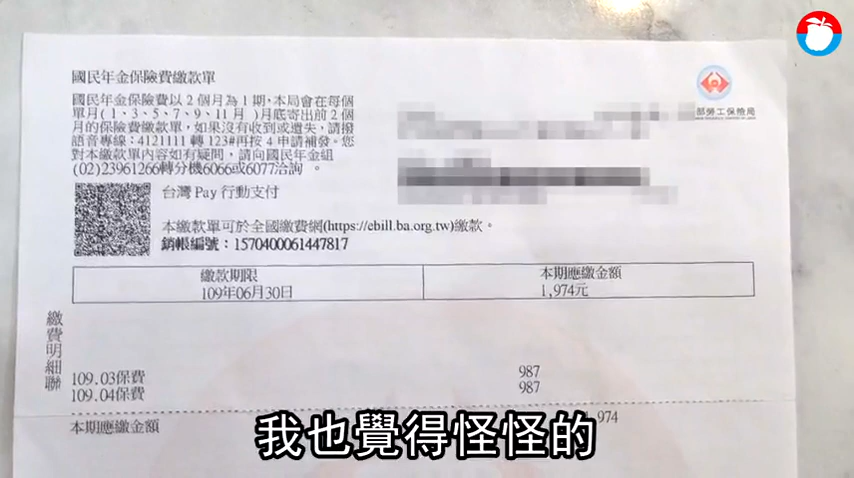 國民年金保險費繳款單
國民年金保險費以2個月為1期,本局會在每個
單月(1、3、5、7、9、11月)月底寄出前2個
月的保險費繳款單,如果沒有收到或遺失,請撥
語音專線:4121111轉123#再按4申請補發。您
對本繳款單內容如有疑問,請向國民年金組
(02)23961266轉分機6066或6077洽詢。
部勞工保險局
台灣Pay行動支付
本繳款單可於全國繳費網(https://ebill.ba.org.tw)繳款。
銷帳編號:1570400061447817
繳款期限 本期應繳金額
109年06月30日 1,974元
繳費明細聯
109.03保費 987
109.04保費 987
本期應繳金額 974
我也覺得怪怪的